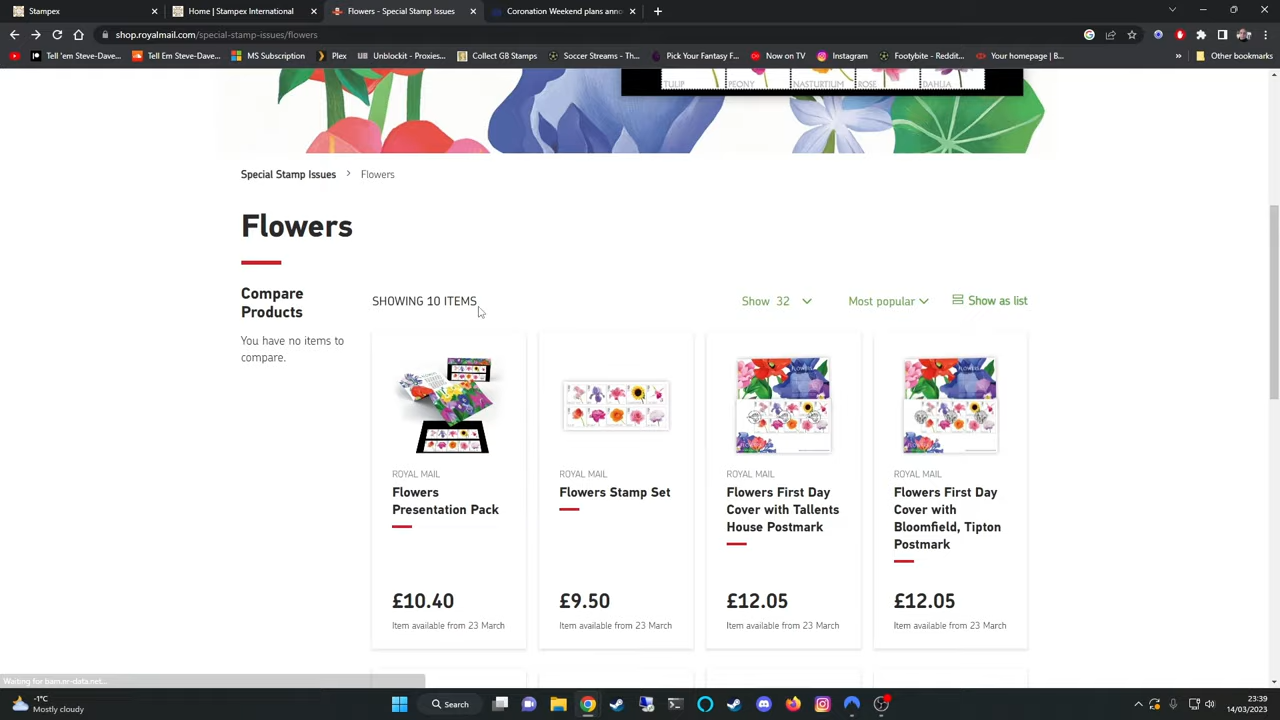 Stampex
Home | Stampex International
Flowers - Special Stamp Issues
Coronation Weekend plans anno
shop.royalmail.com/special-stamp-issues/flowers
Tell 'em Steve-Dave...
Tell Em Steve-Dave...
MS Subscription
Plex
Unblockit - Proxies...
Collect GB Stamps
Soccer Streams - Th...
Pick Your Fantasy F...
Now on TV
Instagram
Footybite - Reddit...
Your homepage | B...
»
Other bookmarks
TULIP
PEONY
NASTURTIUM
ROSE
DAHLIA
Special Stamp Issues > Flowers
Flowers
Compare
Products
You have no items to
compare.
SHOWING 10 ITEMS
Show 32
Most popular
Show as list
ROYAL MAIL
Flowers
Presentation Pack
£10.40
Item available from 23 March
ROYAL MAIL
Flowers Stamp Set
£9.50
Item available from 23 March
ROYAL MAIL
Flowers First Day
Cover with Tallents
House Postmark
£12.05
Item available from 23 March
ROYAL MAIL
Flowers First Day
Cover with
Bloomfield, Tipton
Postmark
£12.05
Item available from 23 March
Waiting for bam.nr-data.net...
-1°C
Mostly cloudy
Search
23:39
14/03/2023